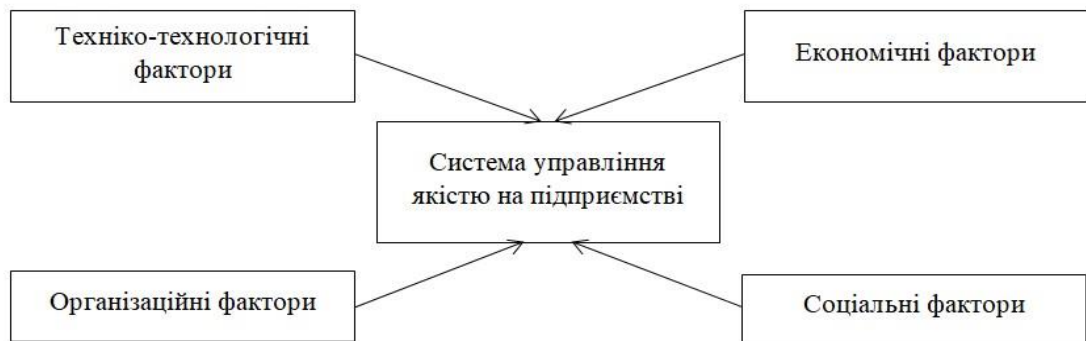 Техніко-технологічні
фактори
Економічні фактори
Система управління
якістю на підприємстві
Організаційні фактори
Соціальні фактори